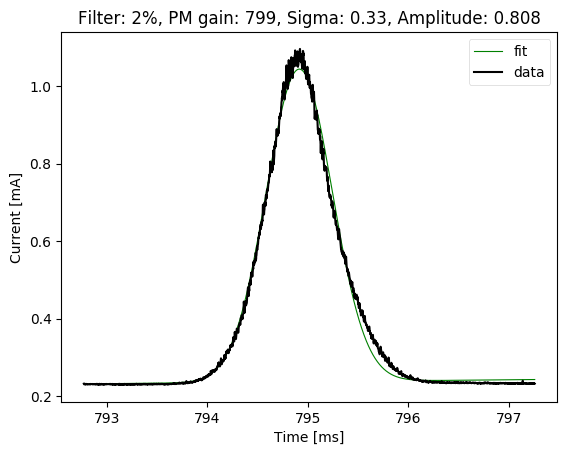 Filter: 2%, PM gain: 799, Sigma: 0.33, Amplitude: 0.808
fit
data
1.0
0.8
0.6
0.4
0.2
Current [mA]
793
794
795
796
797
Time [ms]